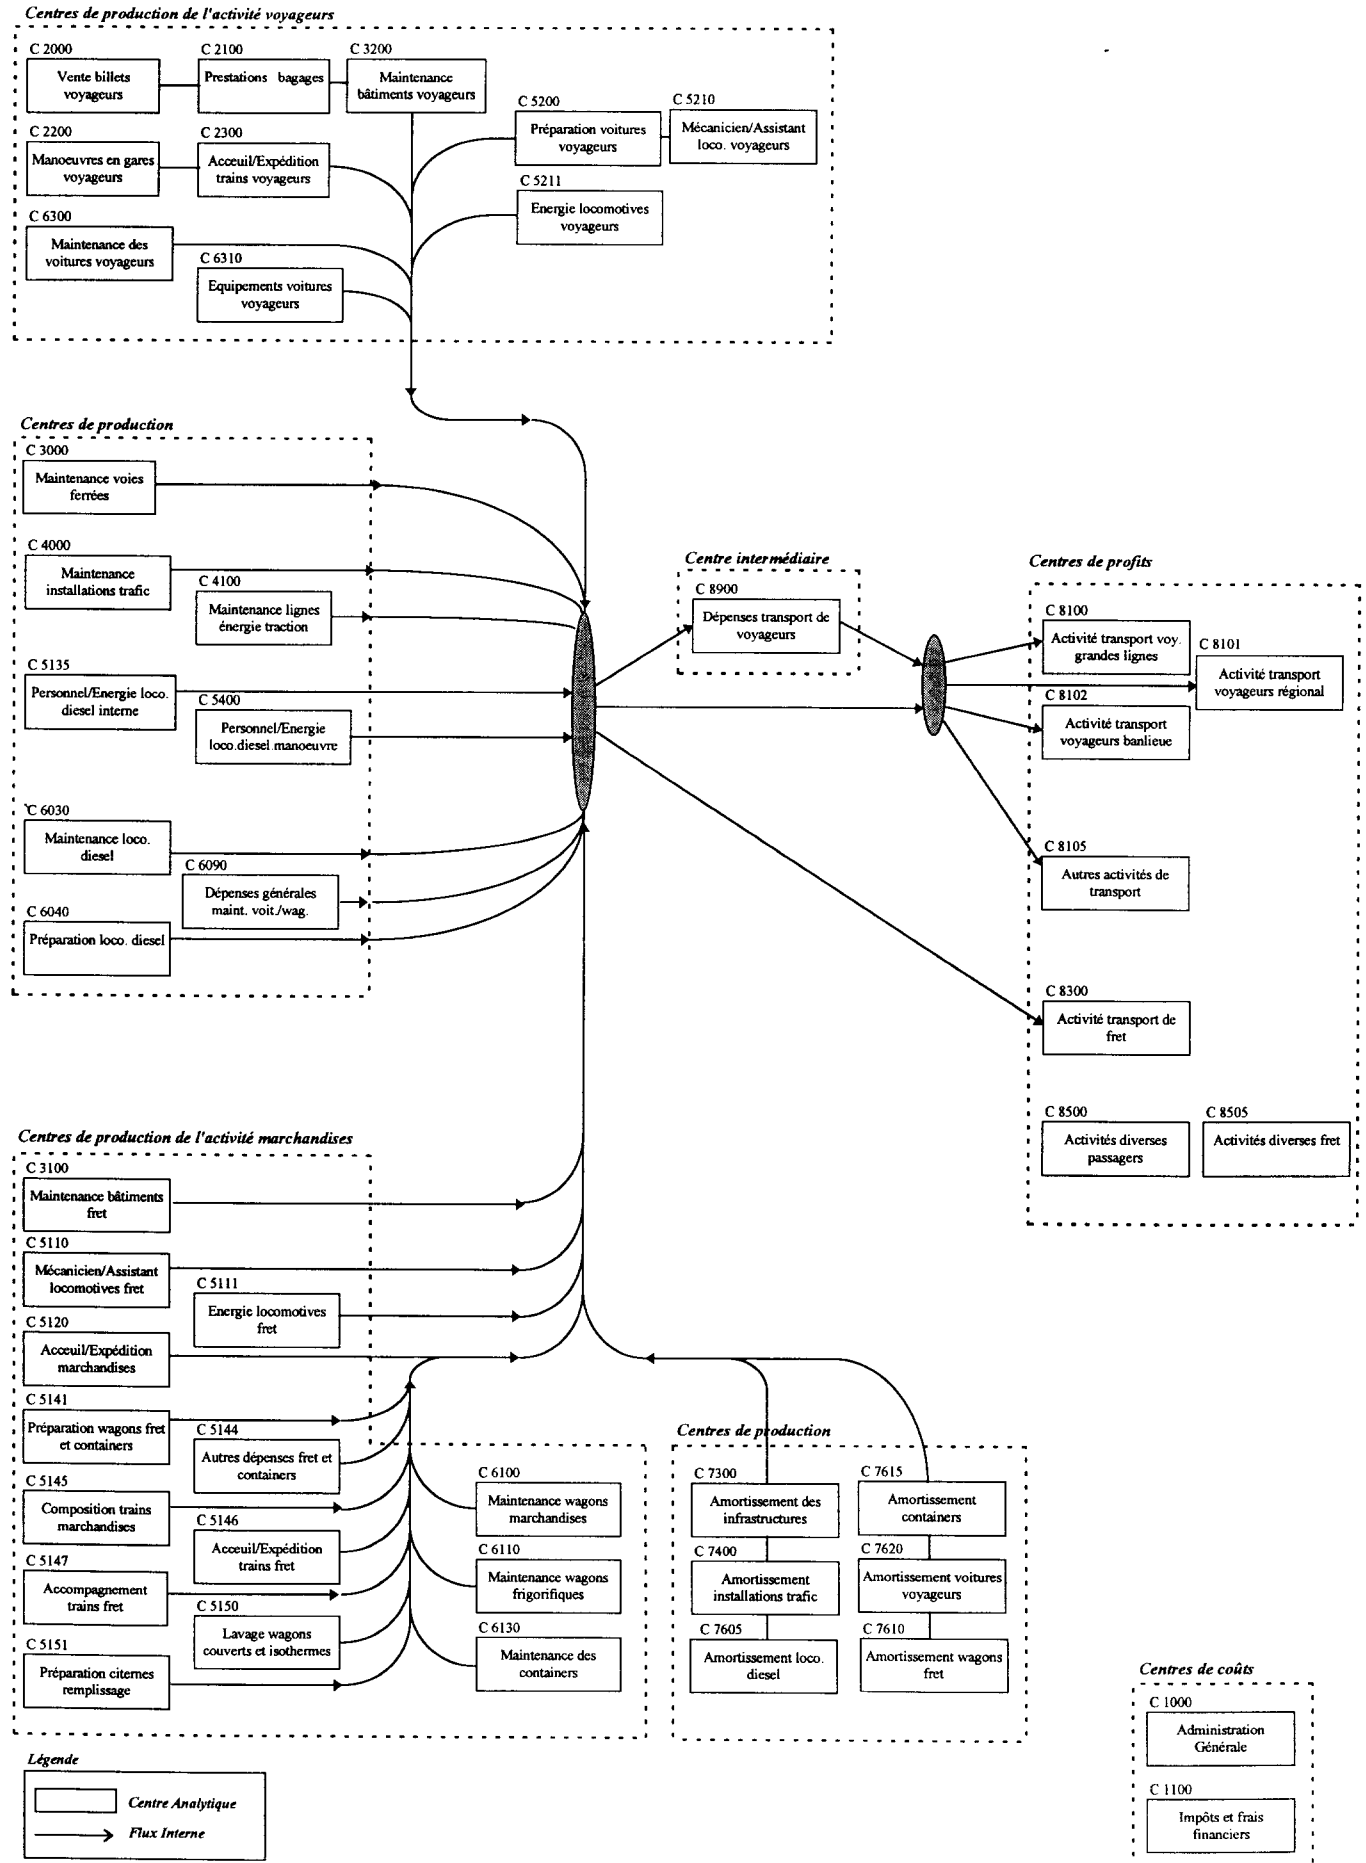 Centres de production de l'activité voyageurs
C 2000
Vente billets
voyageurs
C 2100
Prestations bagages
C 3200
Maintenance
bâtiments voyageurs
C 5200
Préparation voitures
voyageurs
C 5210
Mécanicien/Assistant
loco. voyageurs
C 2200
Manoeuvres en gares
voyageurs
C 2300
Acceuil/Expédition
trains voyageurs
C 5211
Energie locomotives
voyageurs
C 6300
Maintenance des
voitures voyageurs
C 6310
Equipements voitures
voyageurs
Centres de production
C 3000
Maintenance voies
ferrées
C 4000
Maintenance
installations trafic
C 4100
Maintenance lignes
énergie traction
C 5135
Personnel/Energie loco.
diesel interne
C 5400
Personnel/Energie
loco.diesel.manoeuvre
C 6030
Maintenance loco.
diesel
C 6090
Dépenses générales
maint. voit./wag.
C 6040
Préparation loco. diesel
Centre intermédiaire
C 8900
Dépenses transport de
voyageurs
Centres de profits
C 8100
Activité transport voy.
grandes lignes
C 8101
Activité transport
voyageurs régional
C 8102
Activité transport
voyageurs banlieue
C 8105
Autres activités de
transport
C 8300
Activité transport de
fret
C 8500
Activités diverses
passagers
C 8505
Activités diverses fret
Centres de production de l'activité marchandises
C 3100
Maintenance bâtiments
fret
C 5110
Mécanicien/Assistant
locomotives fret
C 5111
Energie locomotives
fret
C 5120
Acceuil/Expédition
marchandises
C 5141
Préparation wagons fret
et containers
C 5144
Autres dépenses fret et
containers
C 5145
Composition trains
marchandises
C 5146
Acceuil/Expédition
trains fret
C 5147
Accompagnement
trains fret
C 5150
Lavage wagons
couverts et isothermes
C 5151
Préparation citernes
remplissage
C 6100
Maintenance wagons
marchandises
C 6110
Maintenance wagons
frigorifiques
C 6130
Maintenance des
containers
Centres de production
C 7300
Amortissement des
infrastructures
C 7615
Amortissement
containers
C 7400
Amortissement
installations trafic
C 7620
Amortissement voitures
voyageurs
C 7605
Amortissement loco.
diesel
C 7610
Amortissement wagons
fret
Centres de coûts
C 1000
Administration
Générale
C 1100
Impôts et frais
financiers
Légende
Centre Analytique
Flux Interne